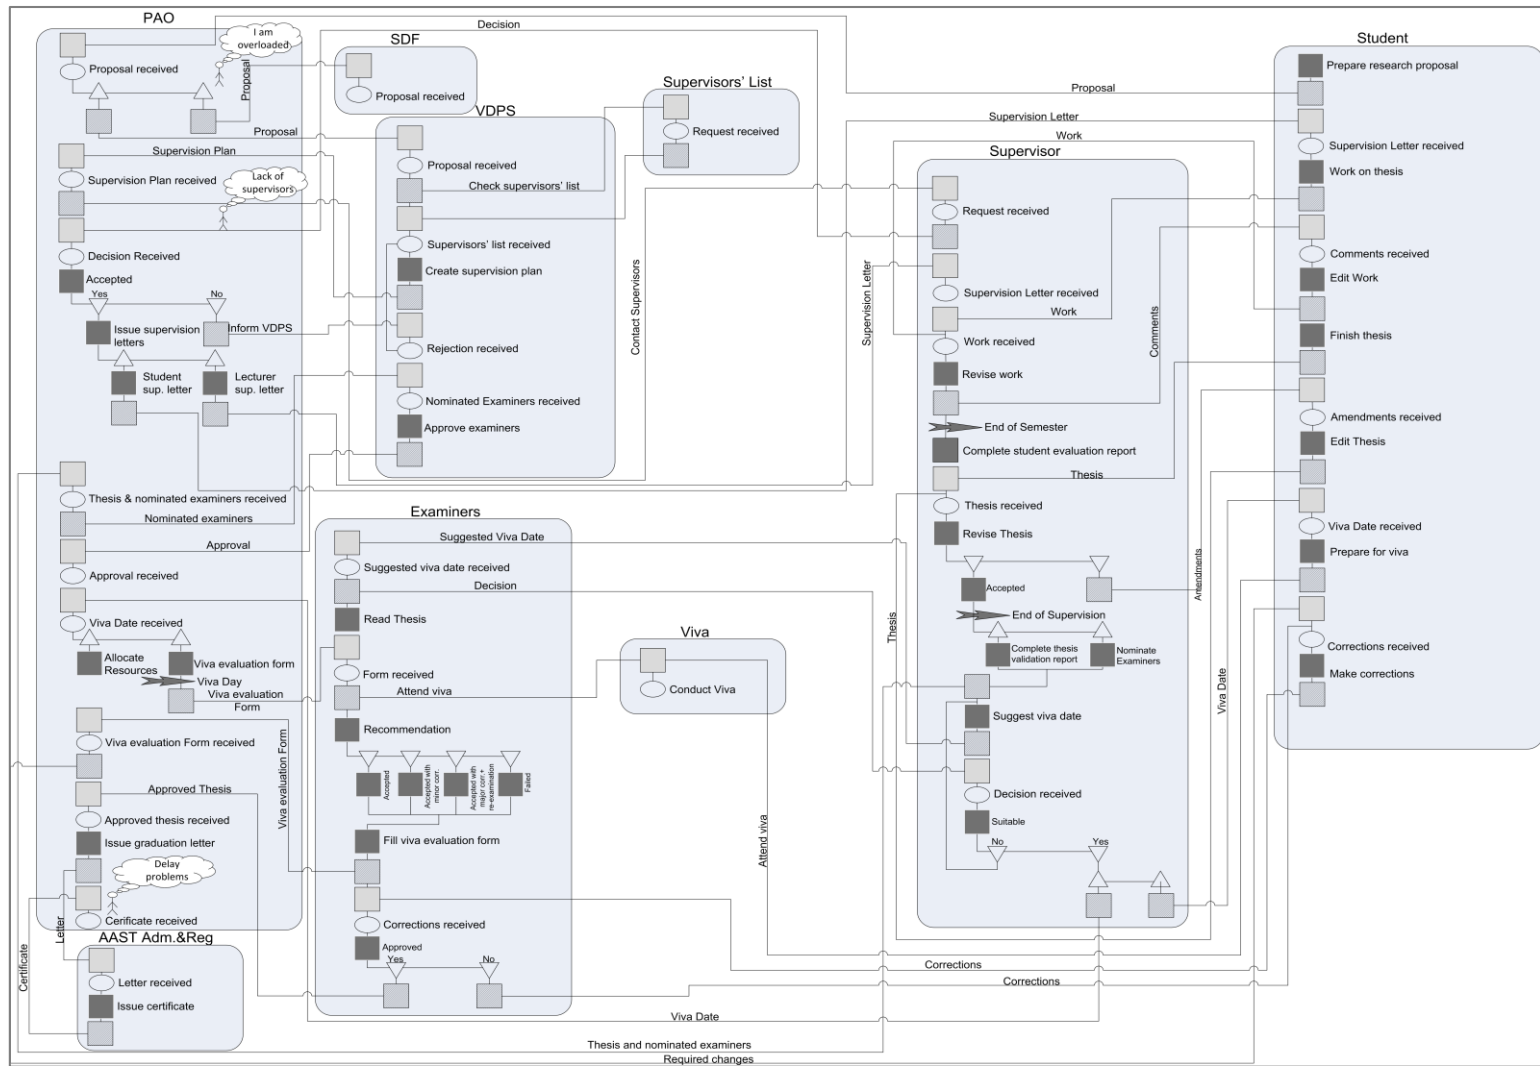 PAO
I am
overloaded
Proposal received
Proposal
Decision
SDF
Proposal received
Supervisors' List
Request received
VDPS
Proposal
Proposal received
Check supervisors' list
Supervisors' list received
Create supervision plan
Rejection received
Nominated Examiners received
Approve examiners
Supervision Plan
Supervision Plan received
Lack of
supervisors
Decision Received
Accepted
Yes
No
Issue supervision
letters
Inform VDPS
Student
sup. letter
Lecturer
sup. letter
Thesis & nominated examiners received
Nominated examiners
Approval
Approval received
Viva Date received
Allocate
Resources
Viva evaluation form
Viva Day
Viva evaluation
Form
Viva evaluation Form received
Approved Thesis
Approved thesis received
Issue graduation letter
Delay
problems
Cerificate received
Letter
Certificate
Viva evaluation Form
AAST Adm.&Reg
Letter received
Issue certificate
Examiners
Suggested Viva Date
Suggested viva date received
Decision
Read Thesis
Form received
Attend viva
Recommendation
Accepted
Accepted with
minor corr.
Accepted with
major corr.+
re-examination
Failed
Fill viva evaluation form
Corrections received
Approved
Yes
No
Viva
Conduct Viva
Attend viva
Contact Supervisors
Supervision Letter
Supervisor
Request received
Supervision Letter received
Work
Work received
Revise work
Comments
End of Semester
Complete student evaluation report
Thesis
Thesis received
Revise Thesis
Accepted
Amendments
End of Supervision
Complete thesis
validation report
Nominate
Examiners
Thesis
Suggest viva date
Viva Date
Decision received
Suitable
No
Yes
Student
Prepare research proposal
Proposal
Supervision Letter
Work
Supervision Letter received
Work on thesis
Comments received
Edit Work
Finish thesis
Amendments received
Edit Thesis
Viva Date received
Prepare for viva
Corrections received
Make corrections
Corrections
Corrections
Viva Date
Thesis and nominated examiners
Required changes